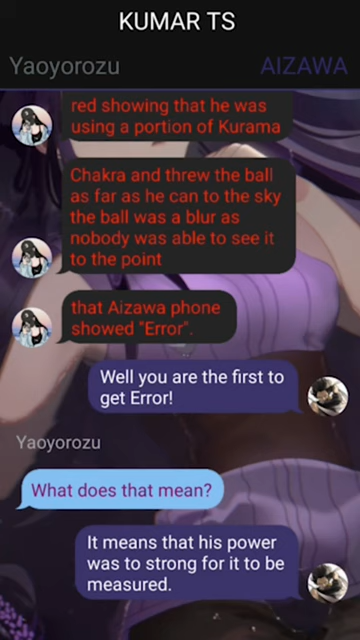 KUMAR TS
Yaoyorozu
AIZAWA
red showing that he was
using a portion of Kurama
Chakra and threw the ball
as far as he can to the sky
the ball was a blur as
nobody was able to see it
to the point
that Aizawa phone
showed "Error".
Well you are the first to
get Error!
Yaoyorozu
What does that mean?
It means that his power
was to strong for it to be
measured.